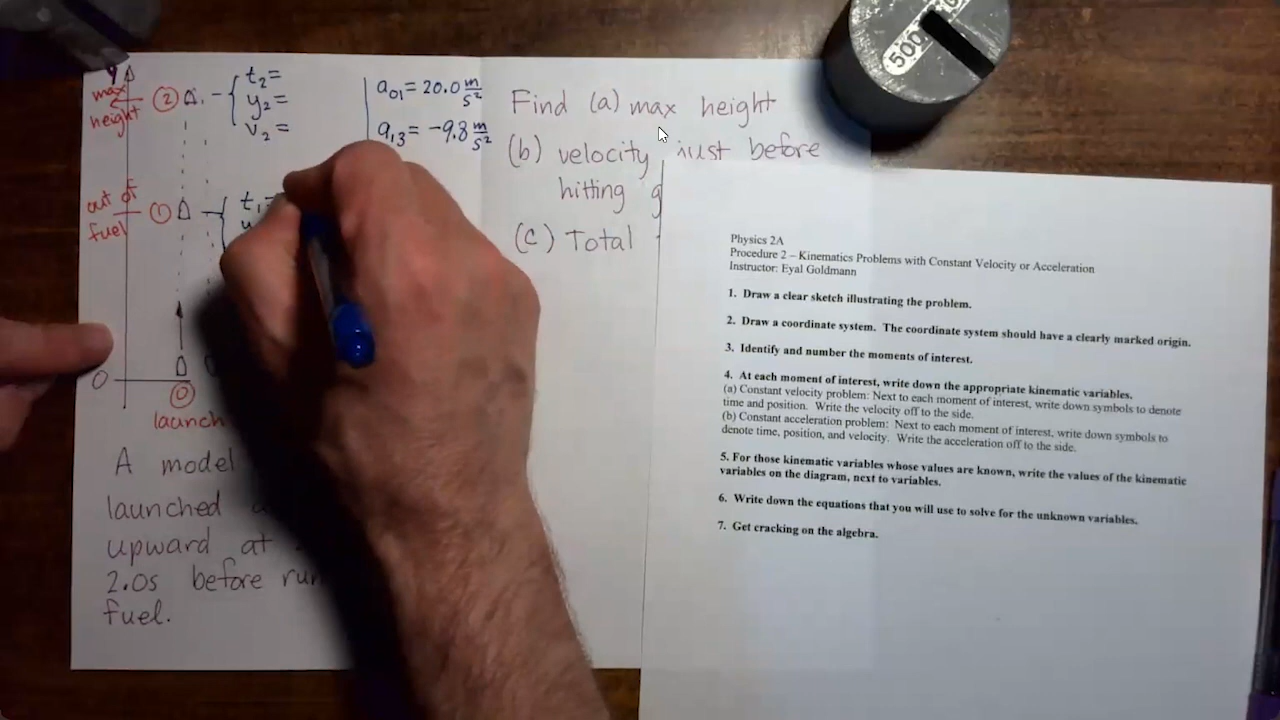 y
max
height
②
t₂=
y₂=
v₂=
a₀₁ = 20.0 m/s²
a₁₃ = -9.8 m/s²
out of
fuel
①
t₁=
0
⓪
launch
A model
launched
upward at
2.0s before run
fuel.
Find (a) max height
(b) velocity just before
hitting g
(c) Total
500
Physics 2A
Procedure 2 – Kinematics Problems with Constant Velocity or Acceleration
Instructor: Eyal Goldmann
1. Draw a clear sketch illustrating the problem.
2. Draw a coordinate system. The coordinate system should have a clearly marked origin.
3. Identify and number the moments of interest.
4. At each moment of interest, write down the appropriate kinematic variables.
(a) Constant velocity problem: Next to each moment of interest, write down symbols to denote
time and position. Write the velocity off to the side.
(b) Constant acceleration problem: Next to each moment of interest, write down symbols to
denote time, position, and velocity. Write the acceleration off to the side.
5. For those kinematic variables whose values are known, write the values of the kinematic
variables on the diagram, next to variables.
6. Write down the equations that you will use to solve for the unknown variables.
7. Get cracking on the algebra.